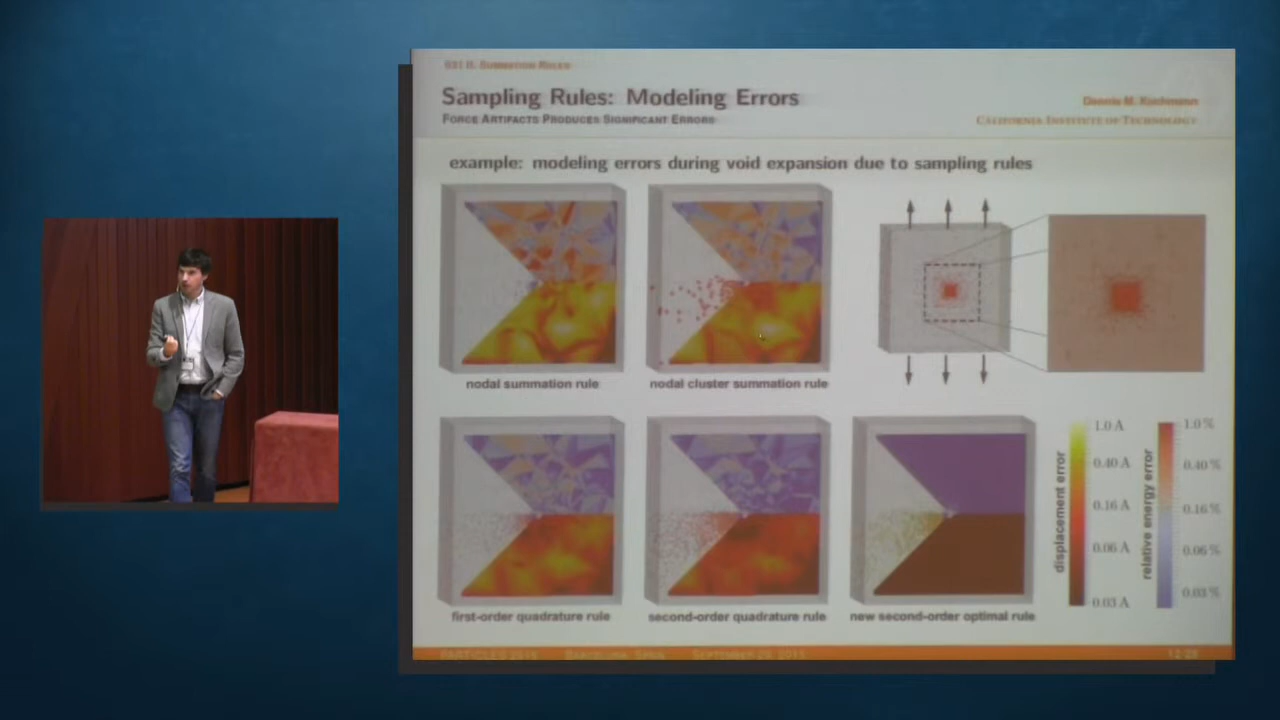 SUMMATION RULES
Sampling Rules: Modeling Errors
FORCE ARTIFACTS PRODUCES SIGNIFICANT ERRORS
Dennis M. Kochmann
CALIFORNIA INSTITUTE OF TECHNOLOGY
example: modeling errors during void expansion due to sampling rules
nodal summation rule
nodal cluster summation rule
first-order quadrature rule
second-order quadrature rule
new second-order optimal rule
displacement error
1.0 A
0.40 A
0.16 A
0.06 A
0.03 A
relative energy error
1.0 %
0.40 %
0.16 %
0.06 %
0.03 %
PARTICLES 2015 BARCELONA, SPAIN SEPTEMBER 29, 2015